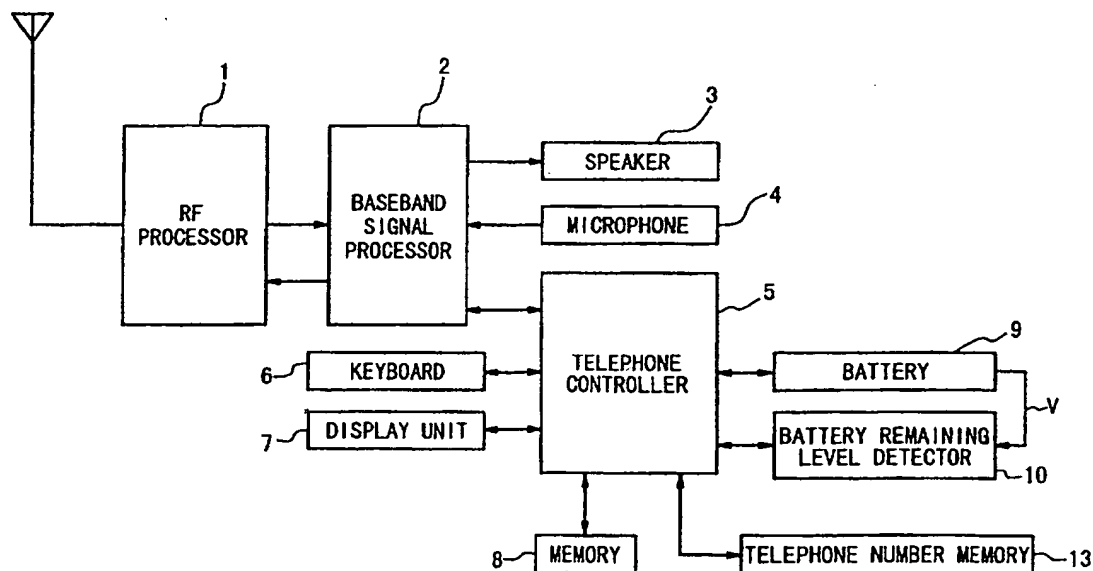 1
2
3
SPEAKER
RF
PROCESSOR
BASEBAND
SIGNAL
PROCESSOR
MICROPHONE
4
5
TELEPHONE
CONTROLLER
6
KEYBOARD
7
DISPLAY UNIT
9
BATTERY
V
BATTERY REMAINING
LEVEL DETECTOR
10
8
MEMORY
TELEPHONE NUMBER MEMORY
13